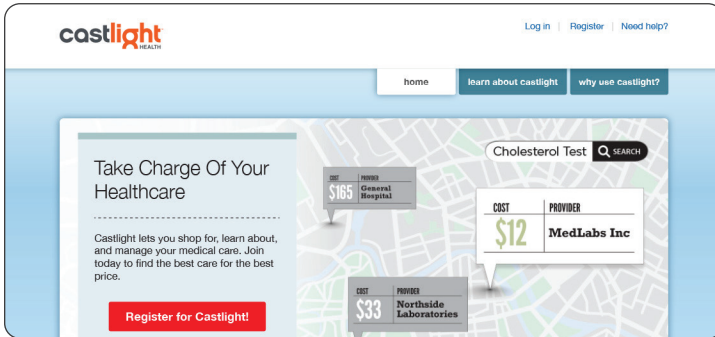 castlight
HEALTH
Log in | Register | Need help?
home
learn about castlight
why use castlight?
Take Charge Of Your
Healthcare
Castlight lets you shop for, learn about,
and manage your medical care. Join
today to find the best care for the best
price.
Register for Castlight!
Cholesterol Test
SEARCH
COST PROVIDER
$165 General
Hospital
COST PROVIDER
$12 MedLabs Inc
COST PROVIDER
$33 Northside
Laboratories